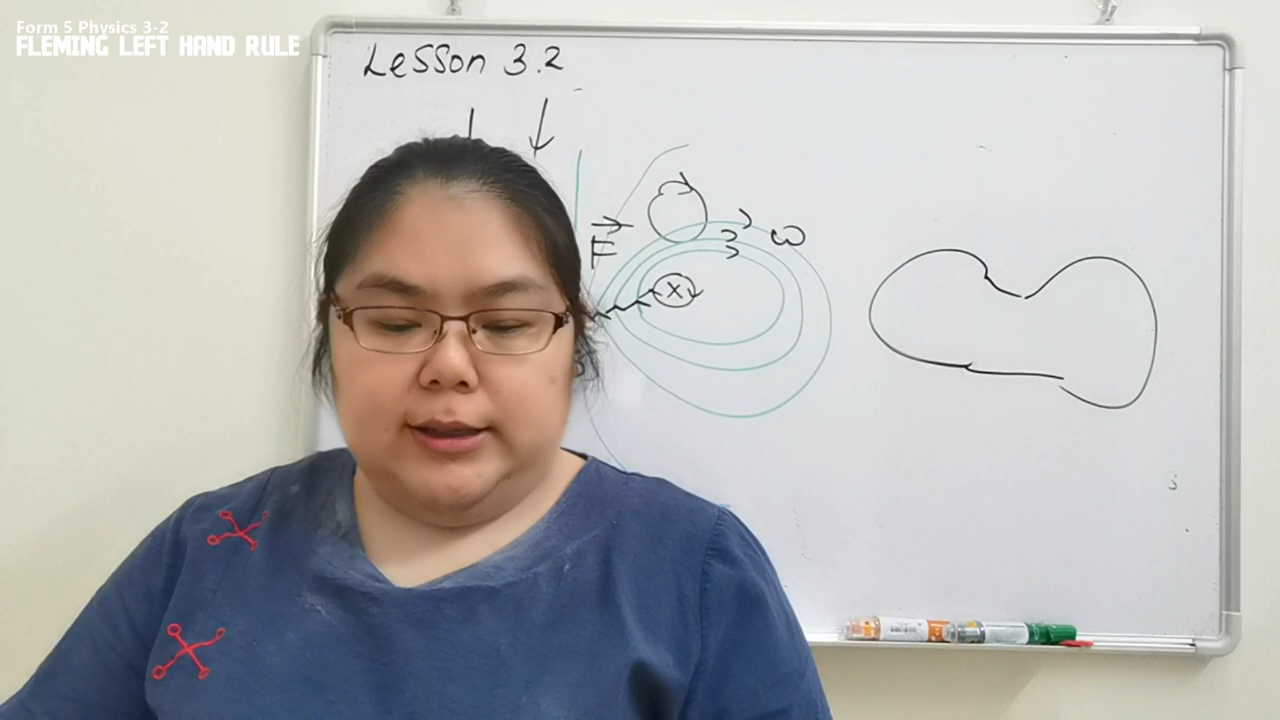 Form 5 Physics 3-2
FLEMING LEFT HAND RULE
Lesson 3.2
F
ω
X